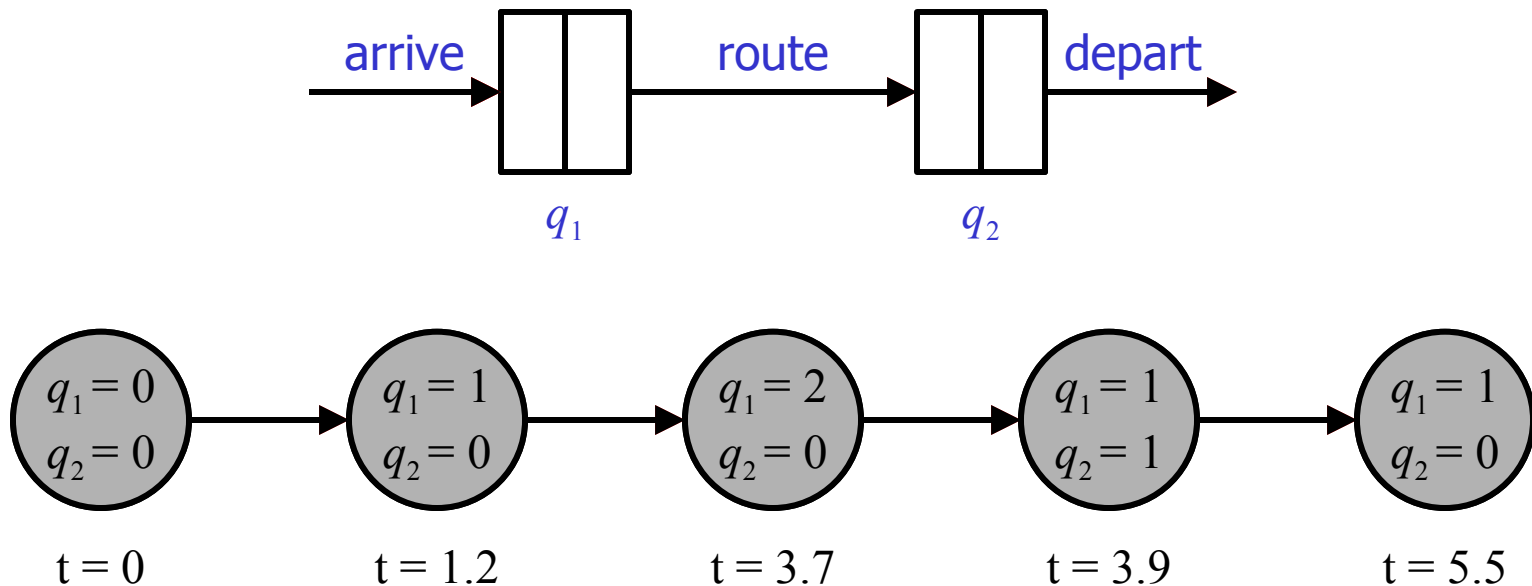 arrive route depart
q₁ q₂
q₁ = 0 q₁ = 1 q₁ = 2 q₁ = 1 q₁ = 1
q₂ = 0 q₂ = 0 q₂ = 0 q₂ = 1 q₂ = 0
t = 0 t = 1.2 t = 3.7 t = 3.9 t = 5.5